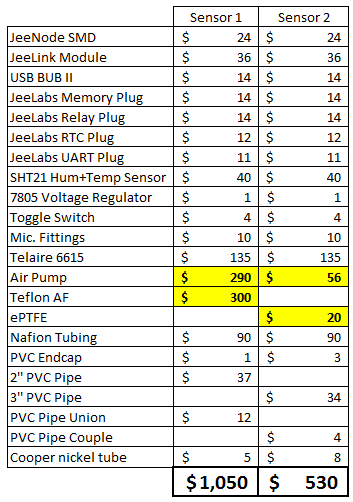 Sensor 1 Sensor 2
JeeNode SMD $ 24 $ 24
JeeLink Module $ 36 $ 36
USB BUB II $ 14 $ 14
JeeLabs Memory Plug $ 14 $ 14
JeeLabs Relay Plug $ 14 $ 14
JeeLabs RTC Plug $ 12 $ 12
JeeLabs UART Plug $ 11 $ 11
SHT21 Hum+Temp Sensor $ 40 $ 40
7805 Voltage Regulator $ 1 $ 1
Toggle Switch $ 4 $ 4
Mic. Fittings $ 10 $ 10
Telaire 6615 $ 135 $ 135
Air Pump $ 290 $ 56
Teflon AF $ 300
ePTFE $ 20
Nafion Tubing $ 90 $ 90
PVC Endcap $ 1 $ 3
2" PVC Pipe $ 37
3" PVC Pipe $ 34
PVC Pipe Union $ 12
PVC Pipe Couple $ 4
Cooper nickel tube $ 5 $ 8
$1,050 $ 530